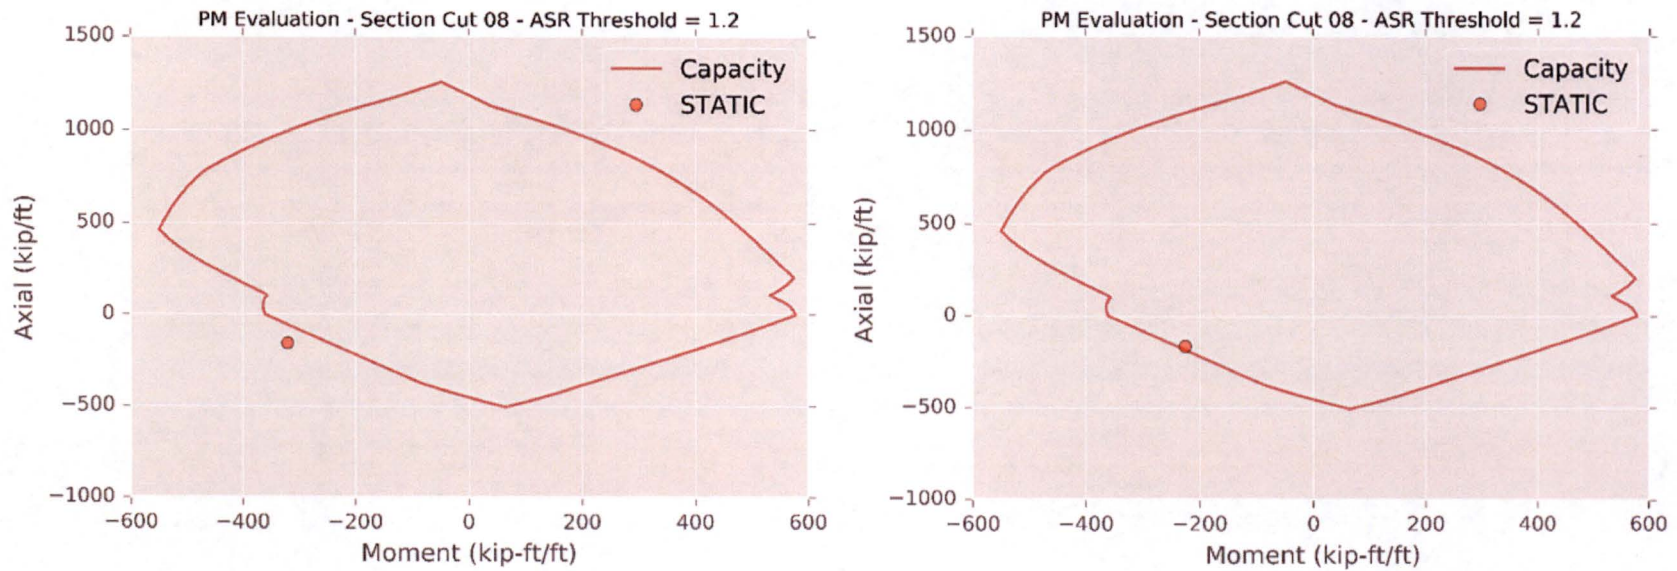 PM Evaluation - Section Cut 08 - ASR Threshold = 1.2
1500
1000
500
0
−500
−1000
Axial (kip/ft)
Capacity
STATIC
−600
−400
−200
0
200
400
600
Moment (kip-ft/ft)
PM Evaluation - Section Cut 08 - ASR Threshold = 1.2
1500
1000
500
0
−500
−1000
Axial (kip/ft)
Capacity
STATIC
−600
−400
−200
0
200
400
600
Moment (kip-ft/ft)